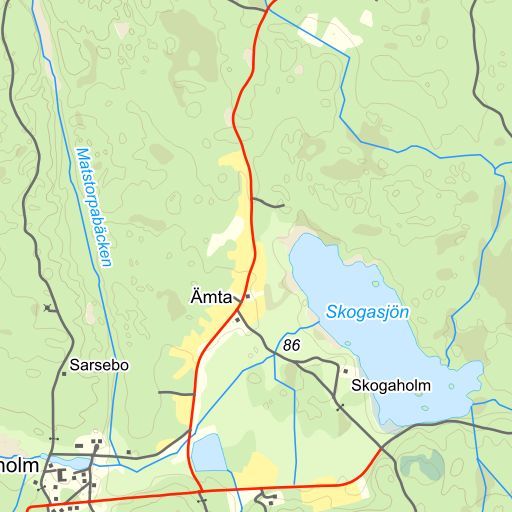 Matstorpabäcken
Ämta
Skogasjön
86
Sarsebo
Skogaholm
holm